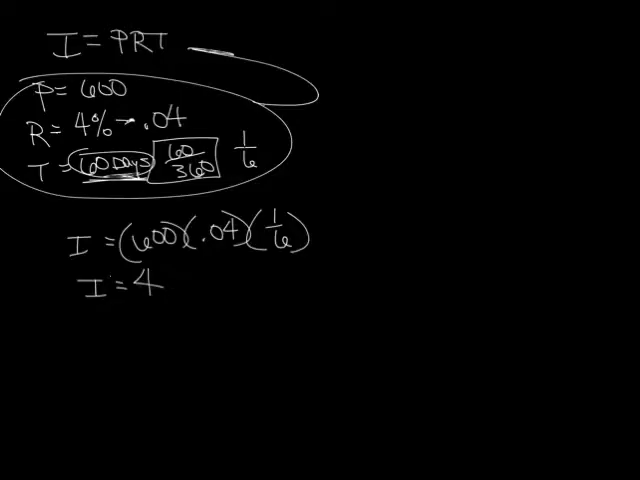 I = PRT
P = 600
R = 4% → .04
T = 60 Days 60/360 1/6
I = (600)(.04)(1/6)
I = 4